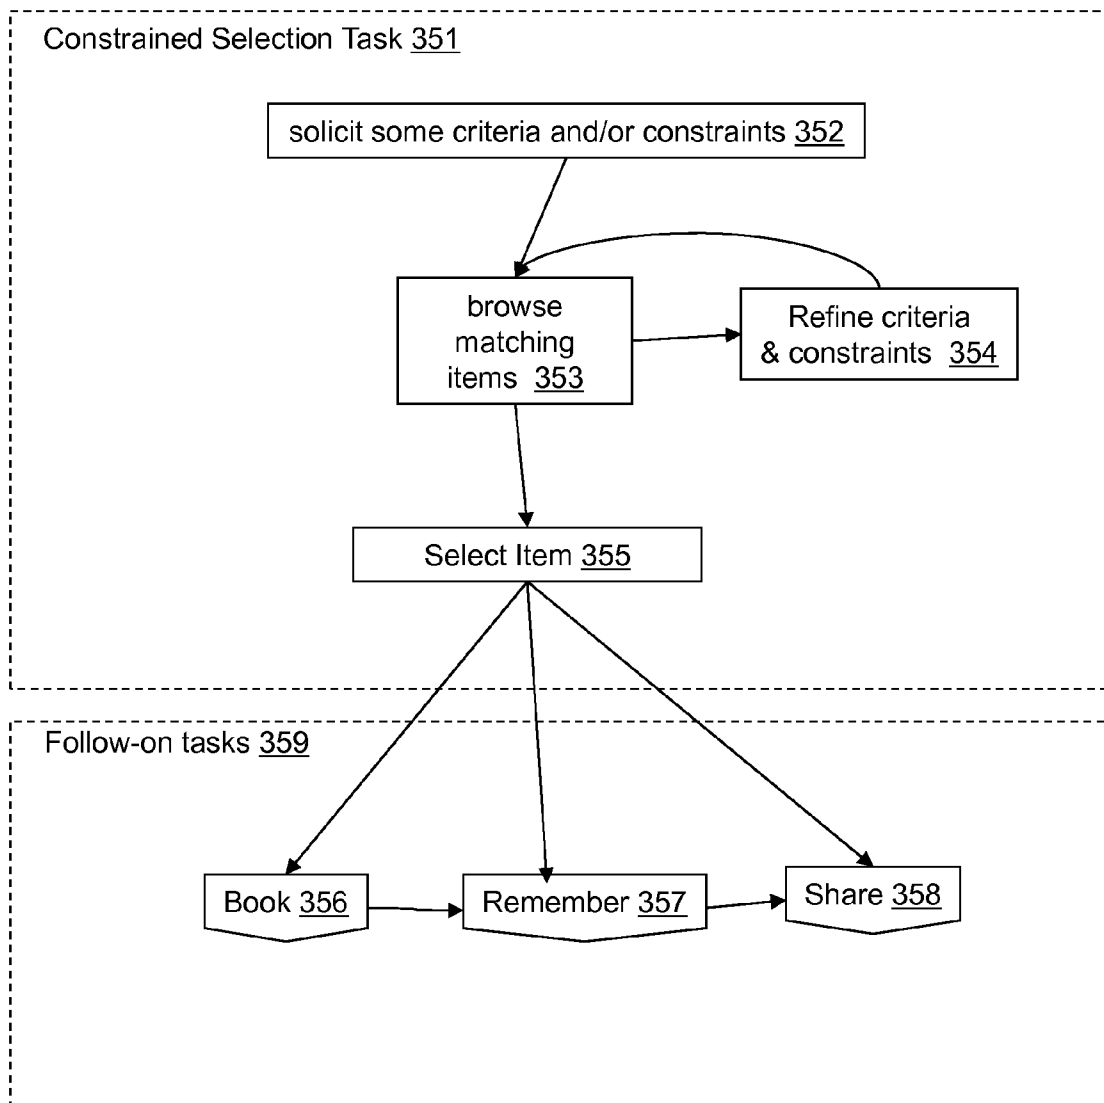 Constrained Selection Task 351
solicit some criteria and/or constraints 352
browse
matching
items 353
Refine criteria
& constraints 354
Select Item 355
Follow-on tasks 359
Book 356
Remember 357
Share 358